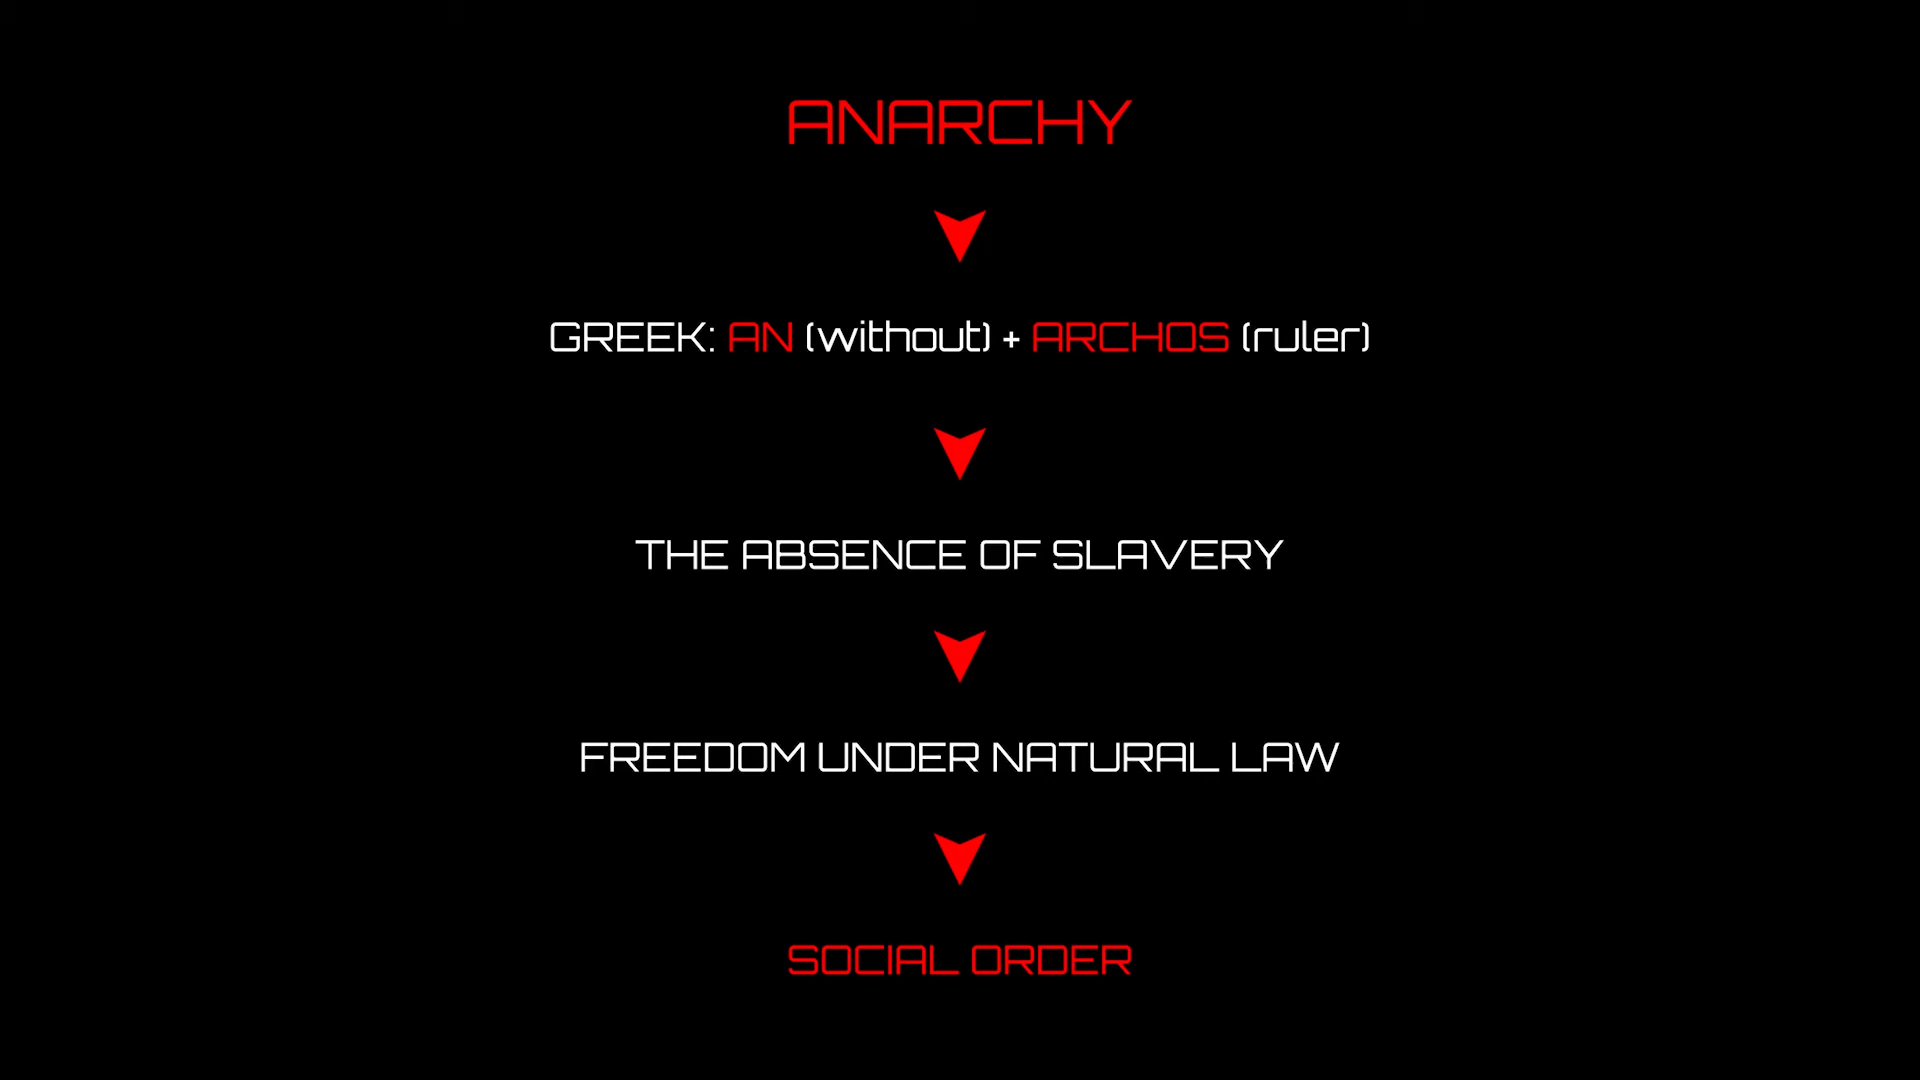 ANARCHY
GREEK: AN (without) + ARCHOS (ruler)
THE ABSENCE OF SLAVERY
FREEDOM UNDER NATURAL LAW
SOCIAL ORDER